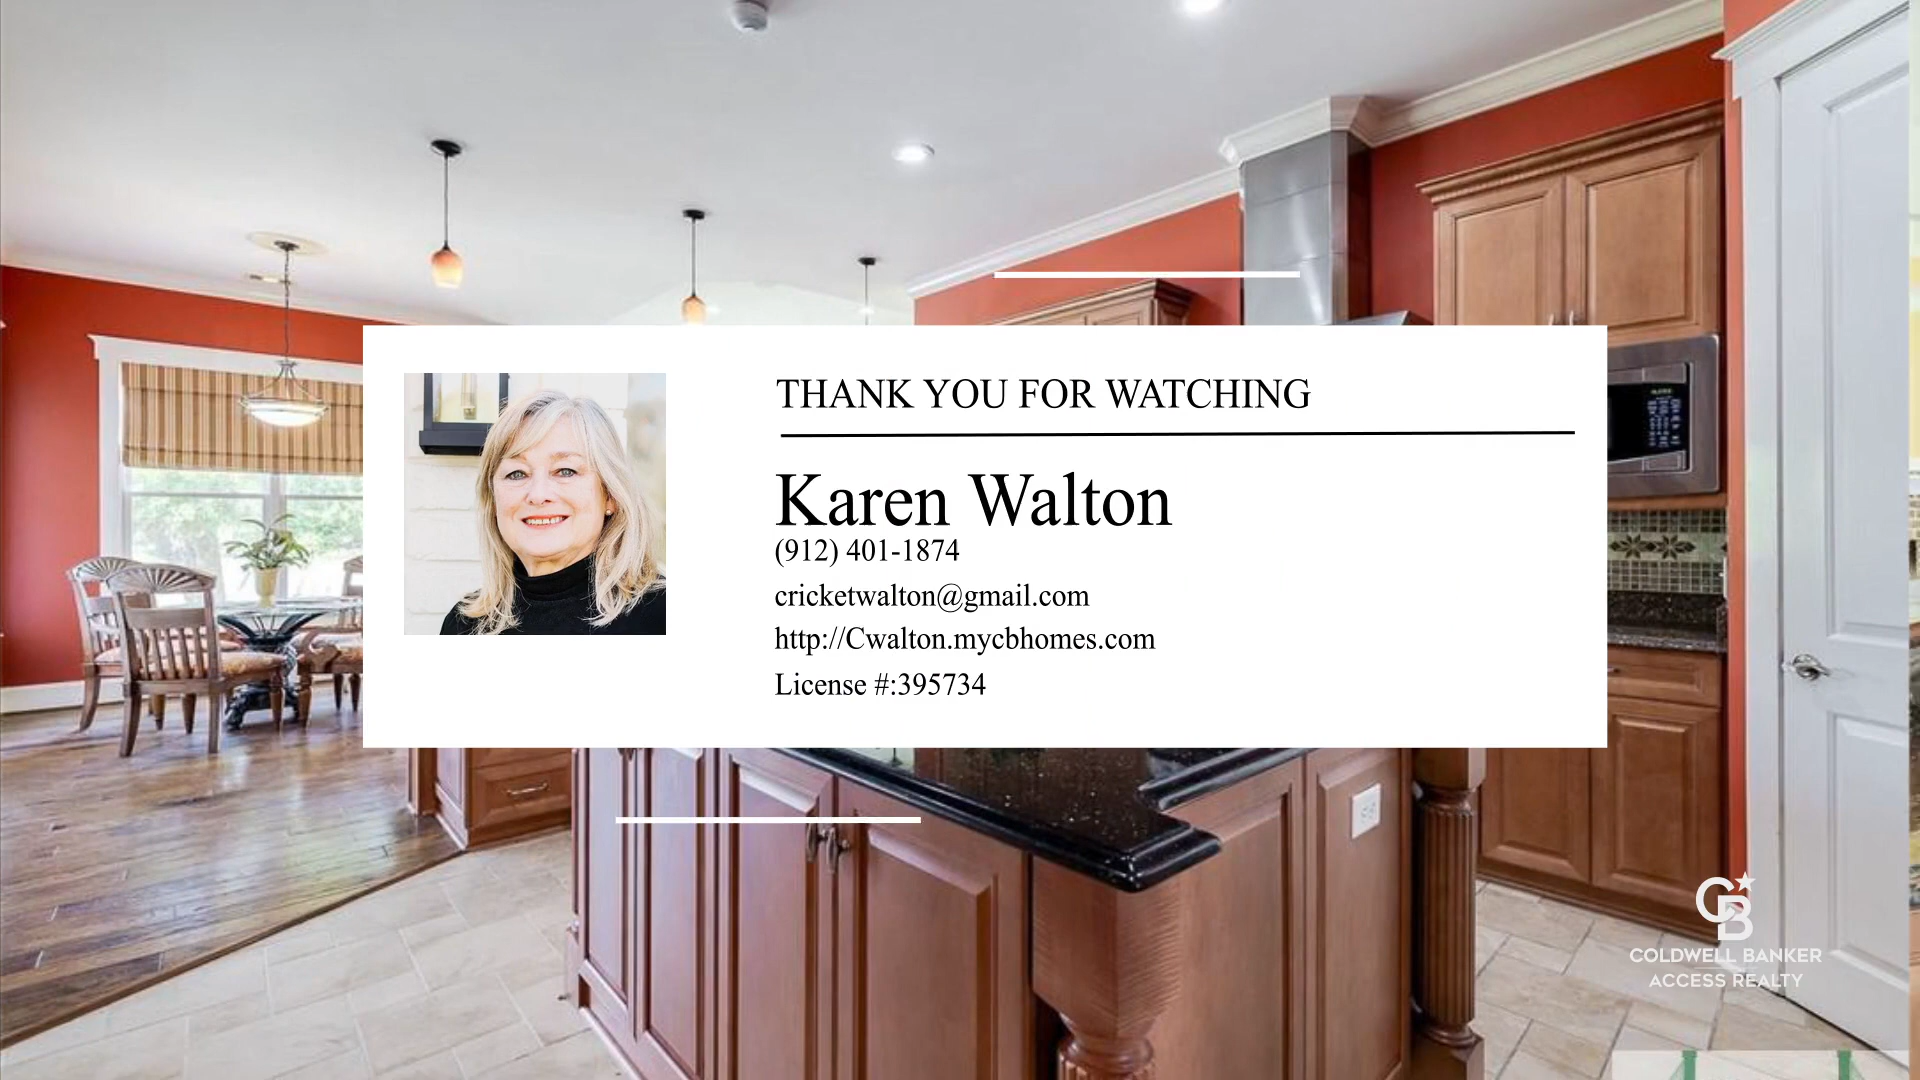 THANK YOU FOR WATCHING
Karen Walton
(912) 401-1874
cricketwalton@gmail.com
http://Cwalton.mycbhomes.com
License #:395734
CB
COLDWELL BANKER
ACCESS REALTY